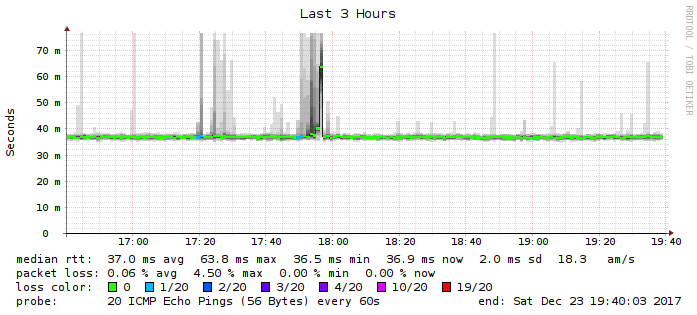 Last 3 Hours
RRDTOOL / TOBI OETIKER
Seconds
70 m
60 m
50 m
40 m
30 m
20 m
10 m
0
17:00 17:20 17:40 18:00 18:20 18:40 19:00 19:20 19:40
median rtt: 37.0 ms avg 63.8 ms max 36.5 ms min 36.9 ms now 2.0 ms sd 18.3 am/s
packet loss: 0.06 % avg 4.50 % max 0.00 % min 0.00 % now
loss color: 0 1/20 2/20 3/20 4/20 10/20 19/20
probe: 20 ICMP Echo Pings (56 Bytes) every 60s end: Sat Dec 23 19:40:03 2017